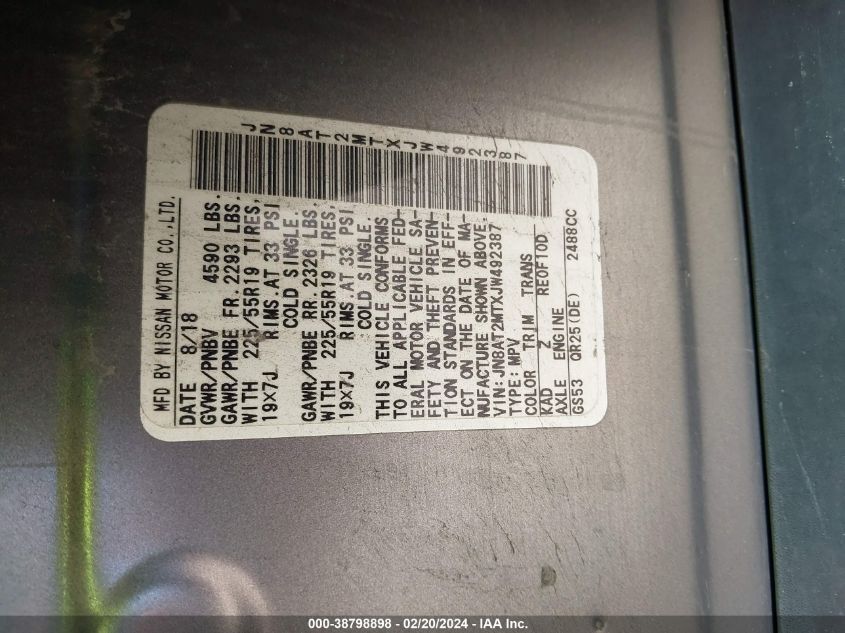 JN8AT2MTXJW492387
MFD BY NISSAN MOTOR CO.,LTD.
DATE 8/18
GVWR/PNBV 4590 LBS.
GAWR/PNBE FR. 2293 LBS.
WITH 225/55R19 TIRES,
19X7J RIMS.AT 33 PSI
COLD SINGLE.
GAWR/PNBE RR. 2326 LBS.
WITH 225/55R19 TIRES,
19X7J RIMS.AT 33 PSI
COLD SINGLE.
THIS VEHICLE CONFORMS
TO ALL APPLICABLE FED-
ERAL MOTOR VEHICLE SA-
FETY AND THEFT PREVEN-
TION STANDARDS IN EFF-
ECT ON THE DATE OF MA-
NUFACTURE SHOWN ABOVE.
VIN:JN8AT2MTXJW492387
TYPE:MPV
COLOR TRIM TRANS
KAD Z RE0F10D
AXLE ENGINE
GS53 QR25(DE) 2488CC
000-38798898 - 02/20/2024 - IAA Inc.